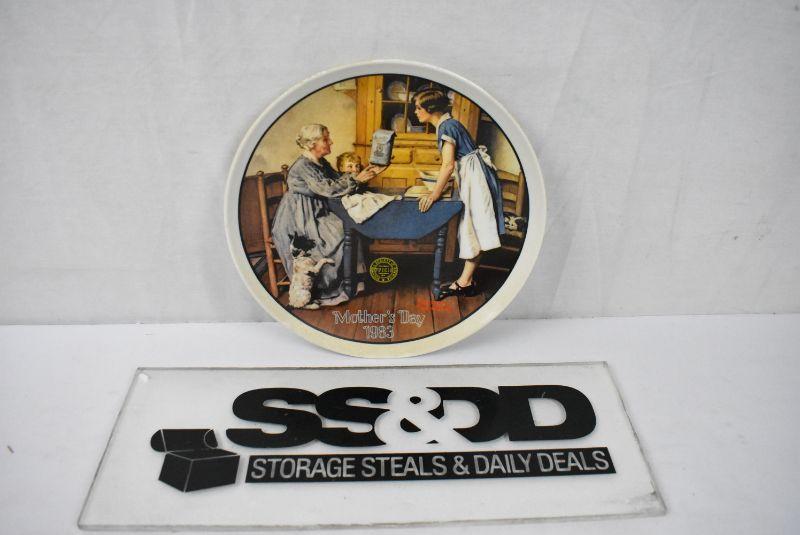 Mother's Day
1983
SS&DD
STORAGE STEALS & DAILY DEALS